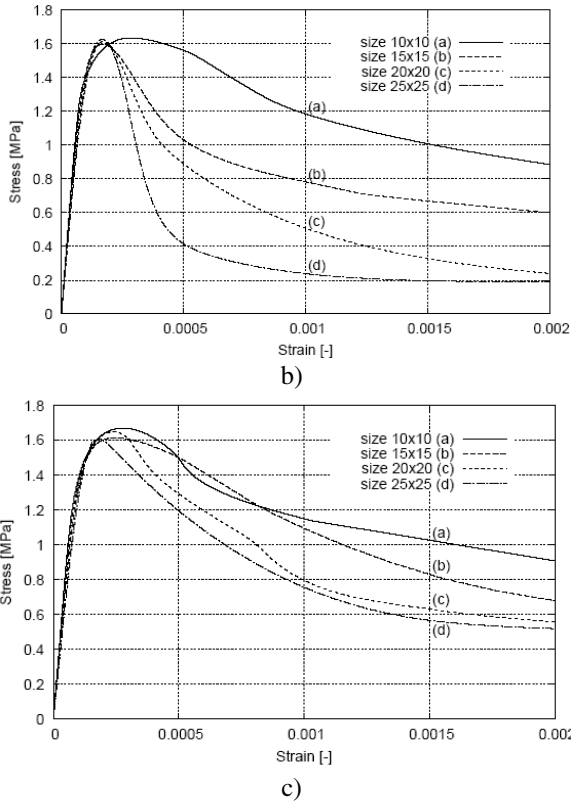 1.8
1.6
1.4
1.2
1
0.8
0.6
0.4
0.2
0
Stress [MPa]
size 10x10 (a)
size 15x15 (b)
size 20x20 (c)
size 25x25 (d)
(a)
(b)
(c)
(d)
0 0.0005 0.001 0.0015 0.002
Strain [-]
b)
1.8
1.6
1.4
1.2
1
0.8
0.6
0.4
0.2
0
Stress [MPa]
size 10x10 (a)
size 15x15 (b)
size 20x20 (c)
size 25x25 (d)
(a)
(b)
(c)
(d)
0 0.0005 0.001 0.0015 0.002
Strain [-]
c)